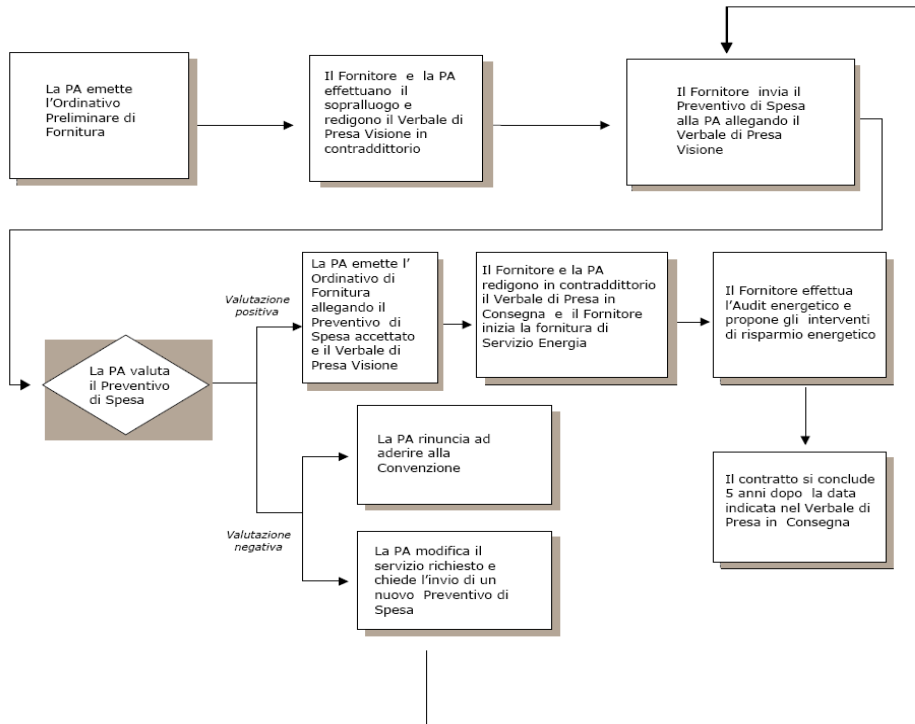 La PA emette
l'Ordinativo
Preliminare di
Fornitura
Il Fornitore e la PA
effettuano il
sopralluogo e
redigono il Verbale di
Presa Visione in
contraddittorio
Il Fornitore invia il
Preventivo di Spesa
alla PA allegando il
Verbale di Presa
Visione
La PA valuta
il Preventivo
di Spesa
Valutazione
positiva
La PA emette l'
Ordinativo di
Fornitura
allegando il
Preventivo di
Spesa accettato
e il Verbale di
Presa Visione
Il Fornitore e la PA
redigono in contraddittorio
il Verbale di Presa in
Consegna e il Fornitore
inizia la fornitura di
Servizio Energia
Il Fornitore effettua
l'Audit energetico e
propone gli interventi
di risparmio energetico
Il contratto si conclude
5 anni dopo la data
indicata nel Verbale di
Presa in Consegna
Valutazione
negativa
La PA rinuncia ad
aderire alla
Convenzione
La PA modifica il
servizio richiesto e
chiede l'invio di un
nuovo Preventivo di
Spesa